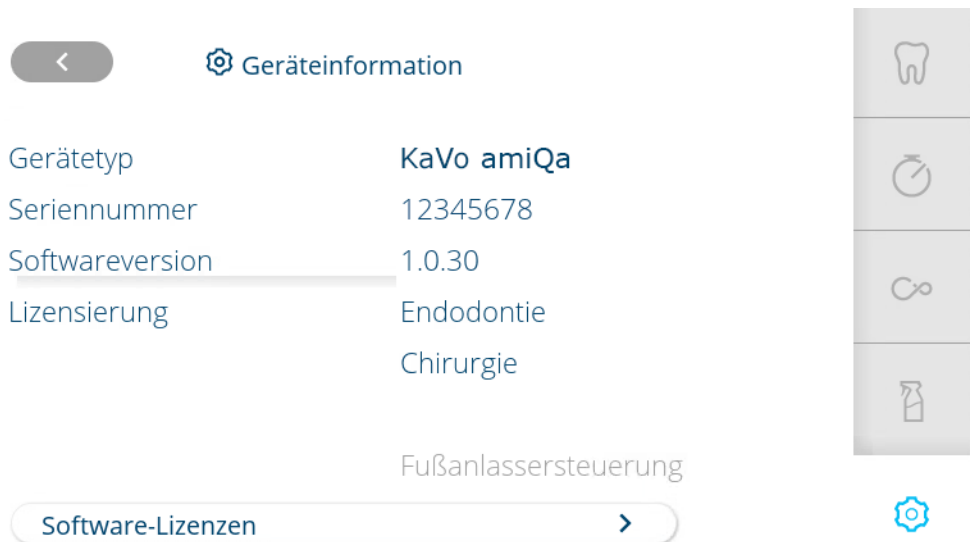 Geräteinformation
Gerätetyp KaVo amiQa
Seriennummer 12345678
Softwareversion 1.0.30
Lizensierung Endodontie
Chirurgie
Fußanlassersteuerung
Software-Lizenzen